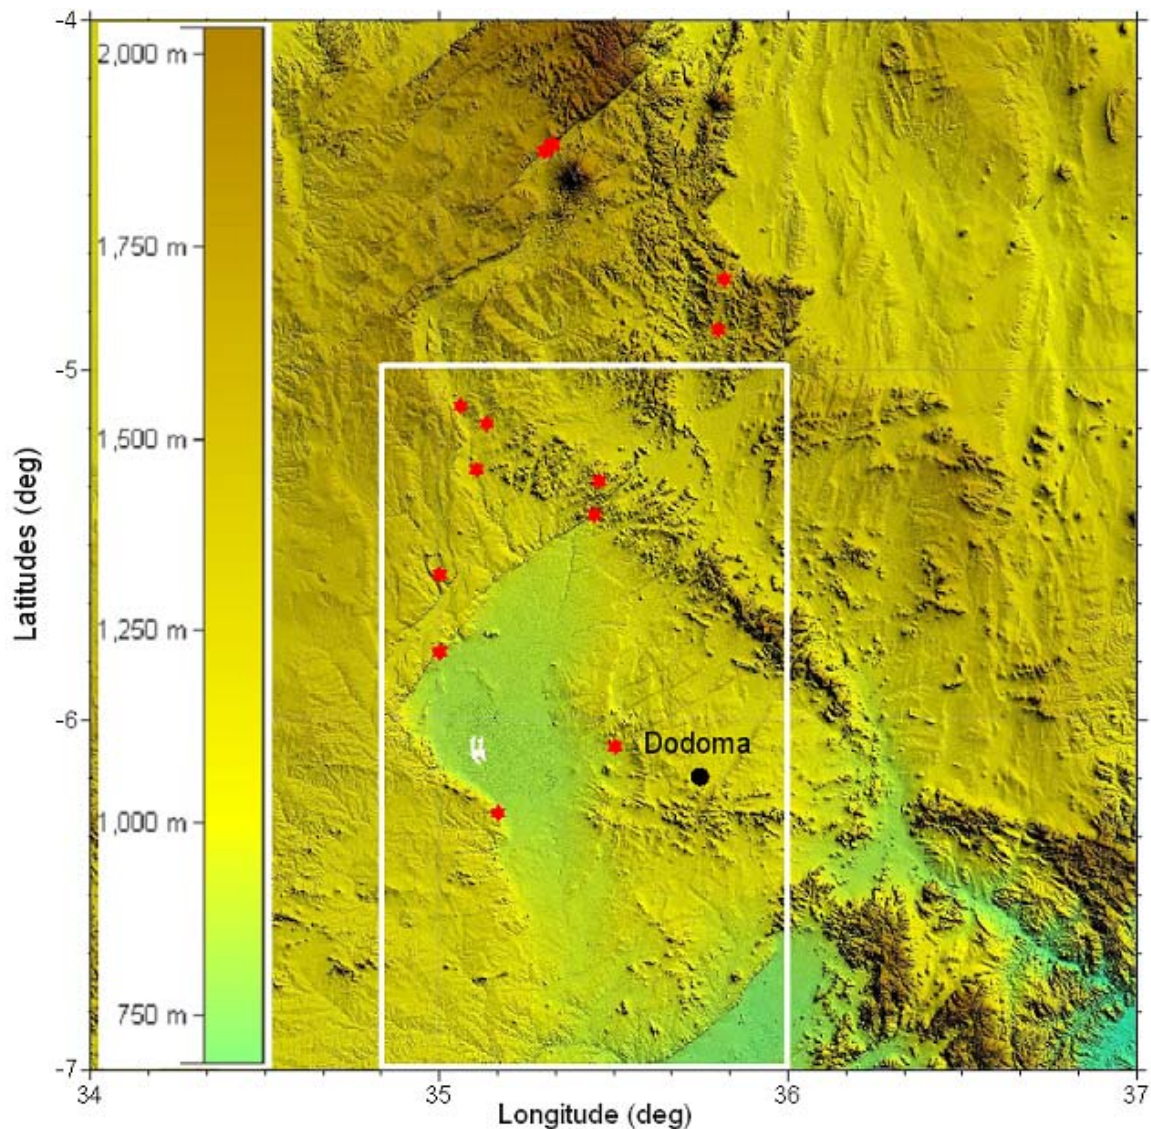 -4
2,000 m
1,750 m
-5
1,500 m
Latitudes (deg)
1,250 m
-6
Dodoma
1,000 m
750 m
-7
34
35
36
37
Longitude (deg)